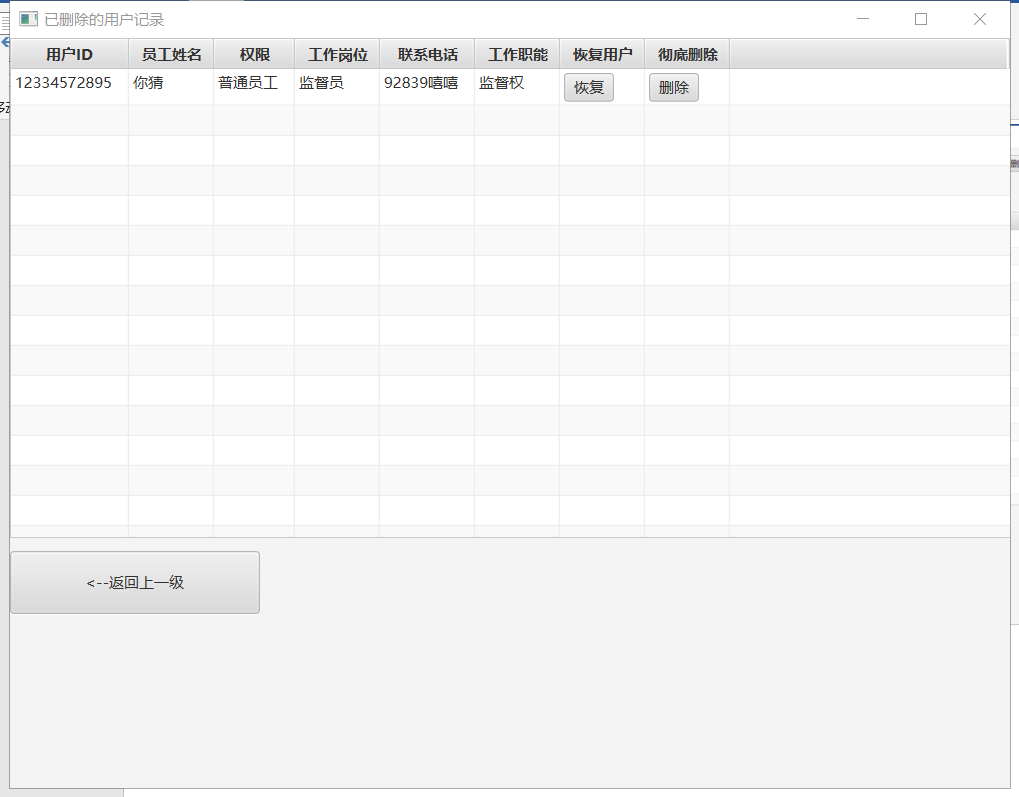 已删除的用户记录
用户ID 员工姓名 权限 工作岗位 联系电话 工作职能 恢复用户 彻底删除
12334572895 你猜 普通员工 监督员 92839嘻嘻 监督权 恢复 删除
<--返回上一级